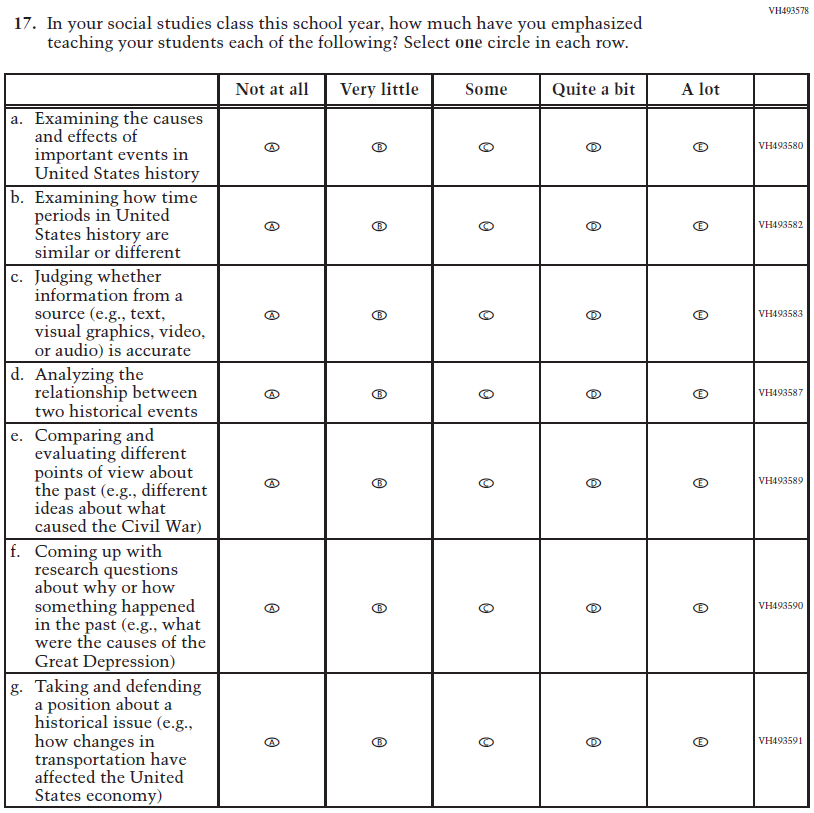 VH493578
17. In your social studies class this school year, how much have you emphasized
teaching your students each of the following? Select one circle in each row.
Not at all Very little Some Quite a bit A lot
a. Examining the causes
and effects of
important events in
United States history
A B C D E VH493580
b. Examining how time
periods in United
States history are
similar or different
A B C D E VH493582
c. Judging whether
information from a
source (e.g., text,
visual graphics, video,
or audio) is accurate
A B C D E VH493583
d. Analyzing the
relationship between
two historical events
A B C D E VH493587
e. Comparing and
evaluating different
points of view about
the past (e.g., different
ideas about what
caused the Civil War)
A B C D E VH493589
f. Coming up with
research questions
about why or how
something happened
in the past (e.g., what
were the causes of the
Great Depression)
A B C D E VH493590
g. Taking and defending
a position about a
historical issue (e.g.,
how changes in
transportation have
affected the United
States economy)
A B C D E VH493591